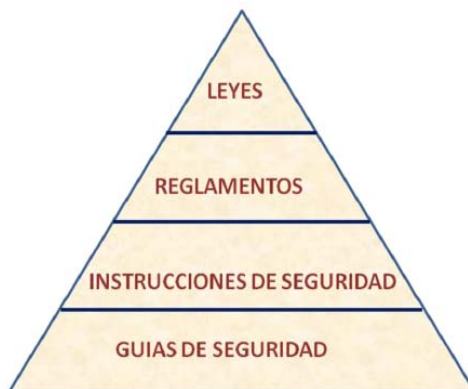 LEYES
REGLAMENTOS
INSTRUCCIONES DE SEGURIDAD
GUIAS DE SEGURIDAD